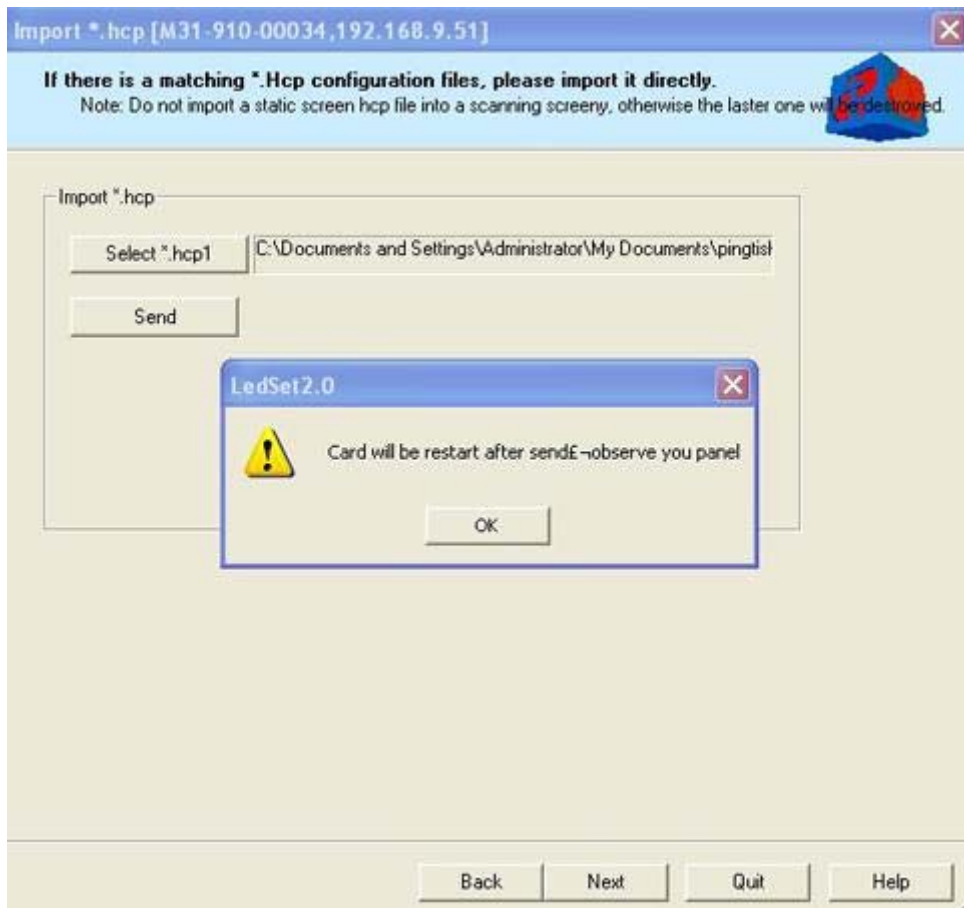 Import *.hcp [M31-910-00034,192.168.9.51]
If there is a matching *.Hcp configuration files, please import it directly.
Note: Do not import a static screen hcp file into a scanning screeny, otherwise the laster one will be destroyed.
Import *.hcp
Select *.hcp1 C:\Documents and Settings\Administrator\My Documents\pingtish
Send
LedSet2.0
Card will be restart after send£¬observe you panel
OK
Back Next Quit Help